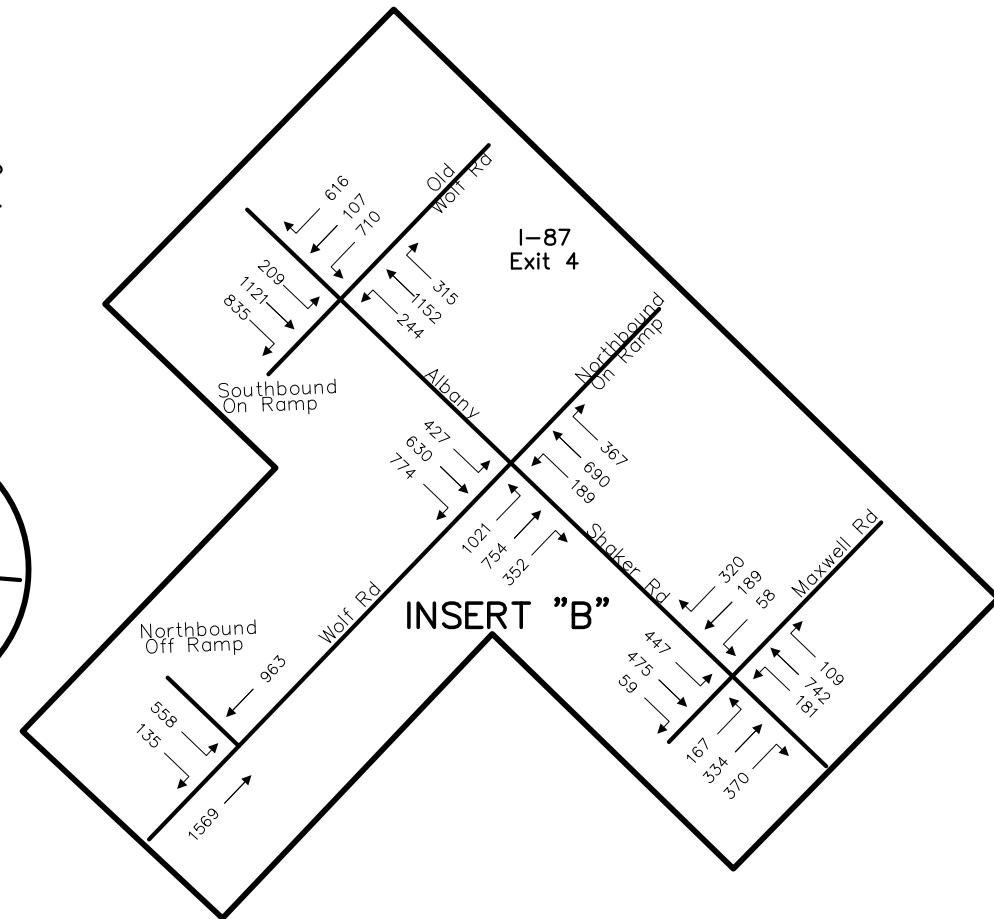 616
107
710
Old
Wolf Rd
I-87
Exit 4
209
1121
835
315
1152
244
Southbound
On Ramp
Albany
Northbound
On Ramp
427
630
774
367
690
189
1021
754
352
Shaker Rd
Maxwell Rd
320
189
58
INSERT "B"
Wolf Rd
Northbound
Off Ramp
963
447
475
59
109
742
181
558
135
167
334
370
1569